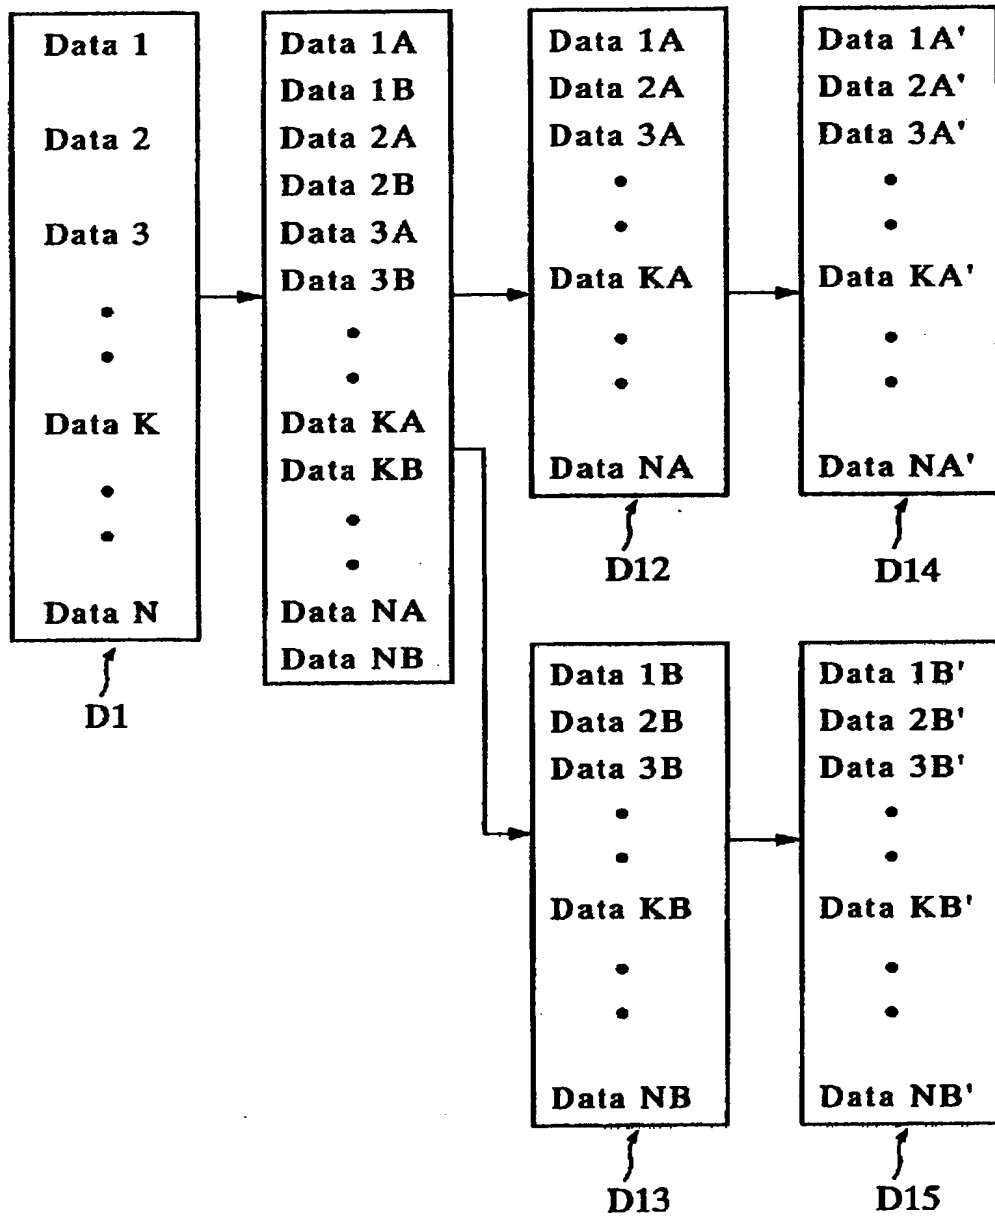 Data 1
Data 2
Data 3
Data K
Data N
D1
Data 1A
Data 1B
Data 2A
Data 2B
Data 3A
Data 3B
Data KA
Data KB
Data NA
Data NB
Data 1A
Data 2A
Data 3A
Data KA
Data NA
D12
Data 1A'
Data 2A'
Data 3A'
Data KA'
Data NA'
D14
Data 1B
Data 2B
Data 3B
Data KB
Data NB
D13
Data 1B'
Data 2B'
Data 3B'
Data KB'
Data NB'
D15